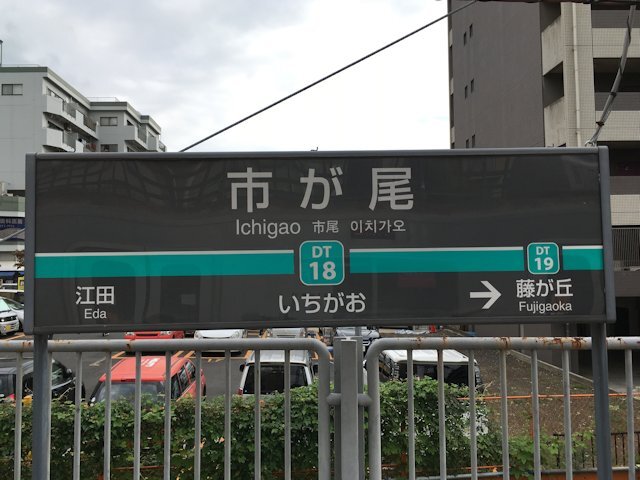 市が尾
Ichigao 市尾 이치가오
DT
18
DT
19
江田
Eda
いちがお
→ 藤が丘
Fujigaoka